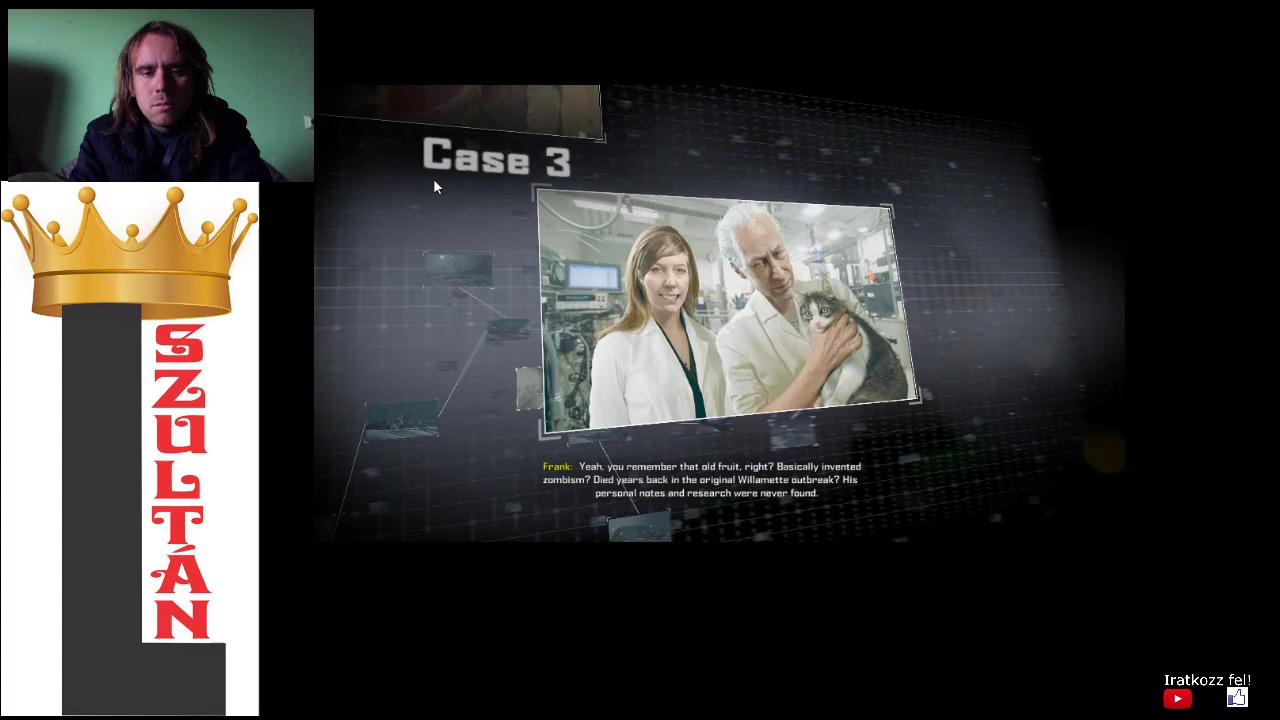 Case 3
Frank: Yeah, you remember that old fruit, right? Basically invented
zombism? Died years back in the original Willamette outbreak? His
personal notes and research were never found.
L
SZULTÁN
Iratkozz fel!